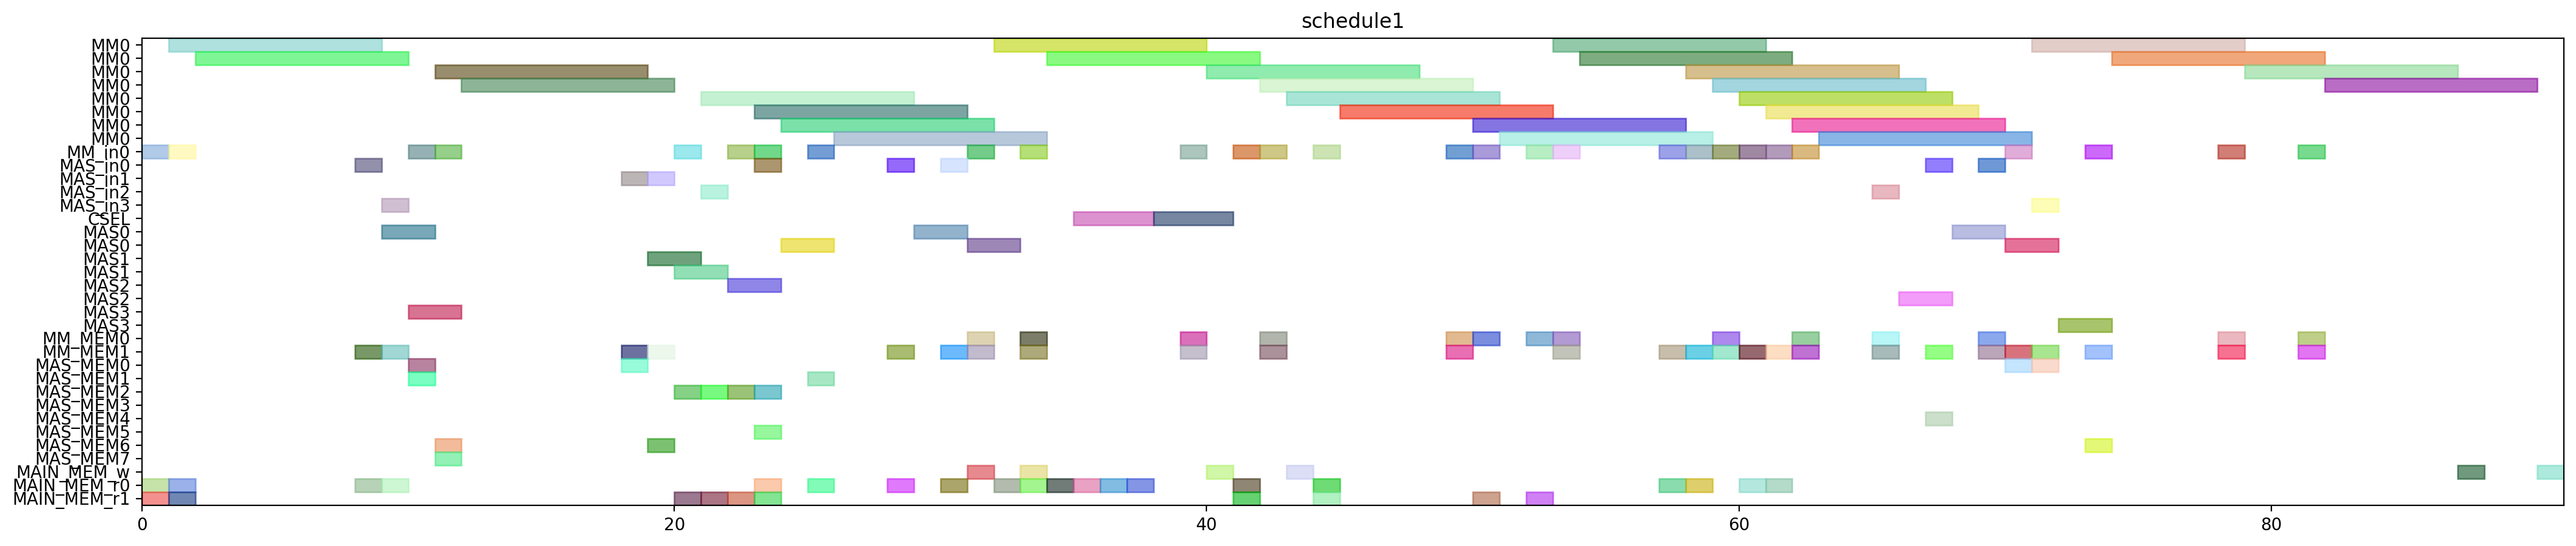 schedule1
MM0
MM0
MM0
MM0
MM0
MM0
MM0
MM0
MM_in0
MAS_in0
MAS_in1
MAS_in2
MAS_in3
CSEL
MAS0
MAS0
MAS1
MAS1
MAS2
MAS2
MAS3
MAS3
MM_MEM0
MM_MEM1
MAS_MEM0
MAS_MEM1
MAS_MEM2
MAS_MEM3
MAS_MEM4
MAS_MEM5
MAS_MEM6
MAS_MEM7
MAIN_MEM_w
MAIN_MEM_r0
MAIN_MEM_r1
0 20 40 60 80